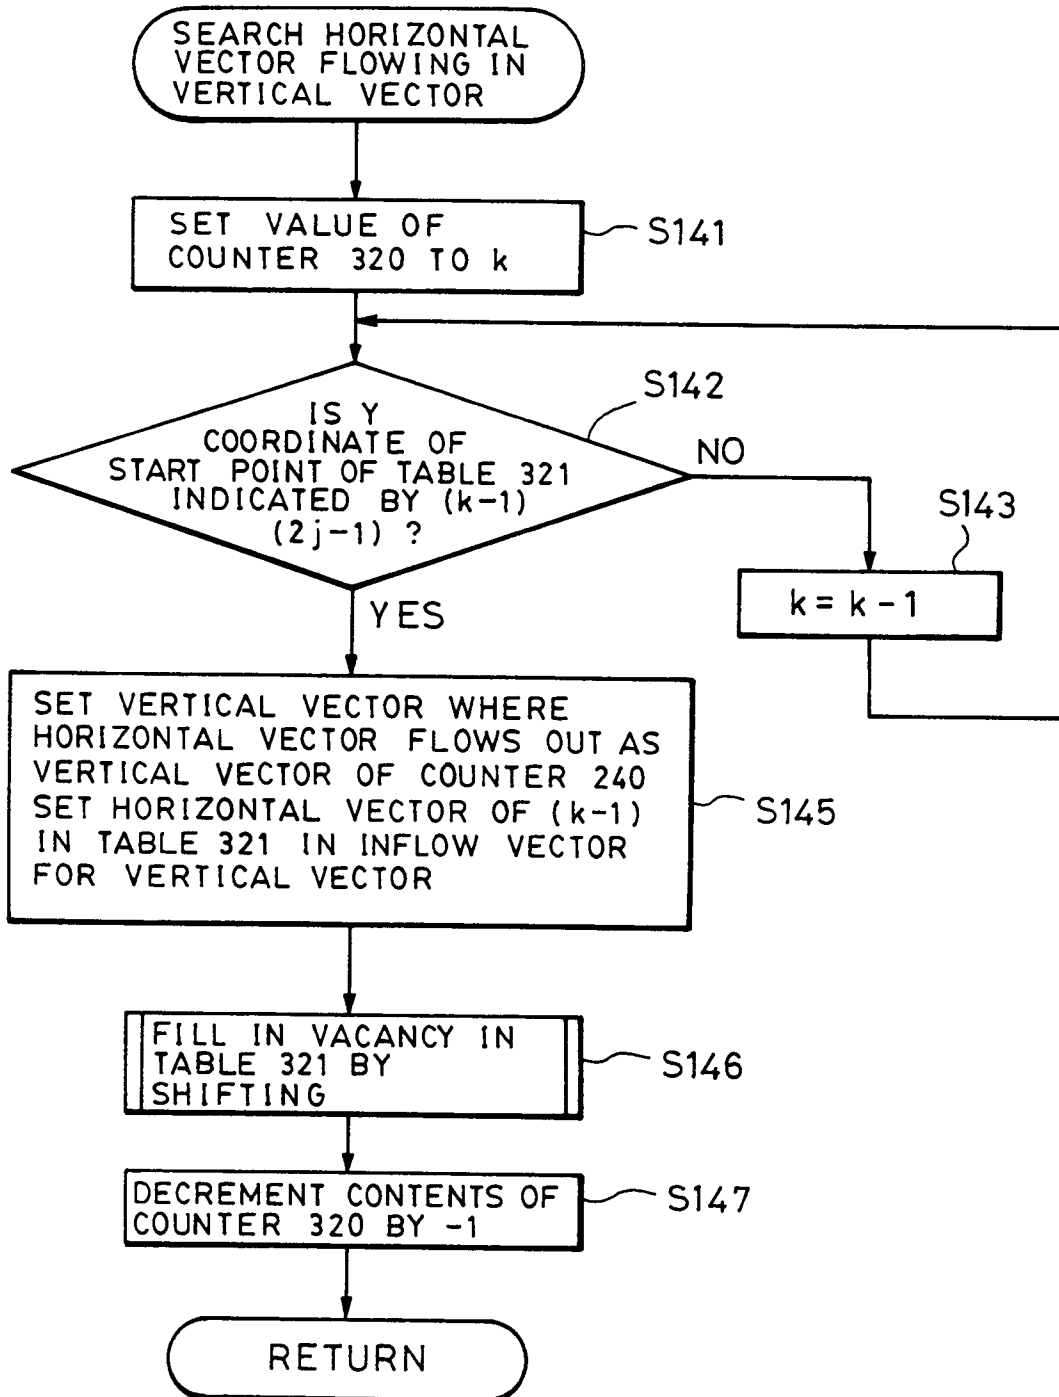 SEARCH HORIZONTAL
VECTOR FLOWING IN
VERTICAL VECTOR
SET VALUE OF
COUNTER 320 TO k
S141
IS Y
COORDINATE OF
START POINT OF TABLE 321
INDICATED BY (k-1)
(2j-1) ?
S142
NO
S143
k = k - 1
YES
SET VERTICAL VECTOR WHERE
HORIZONTAL VECTOR FLOWS OUT AS
VERTICAL VECTOR OF COUNTER 240
SET HORIZONTAL VECTOR OF (k-1)
IN TABLE 321 IN INFLOW VECTOR
FOR VERTICAL VECTOR
S145
FILL IN VACANCY IN
TABLE 321 BY
SHIFTING
S146
DECREMENT CONTENTS OF
COUNTER 320 BY -1
S147
RETURN